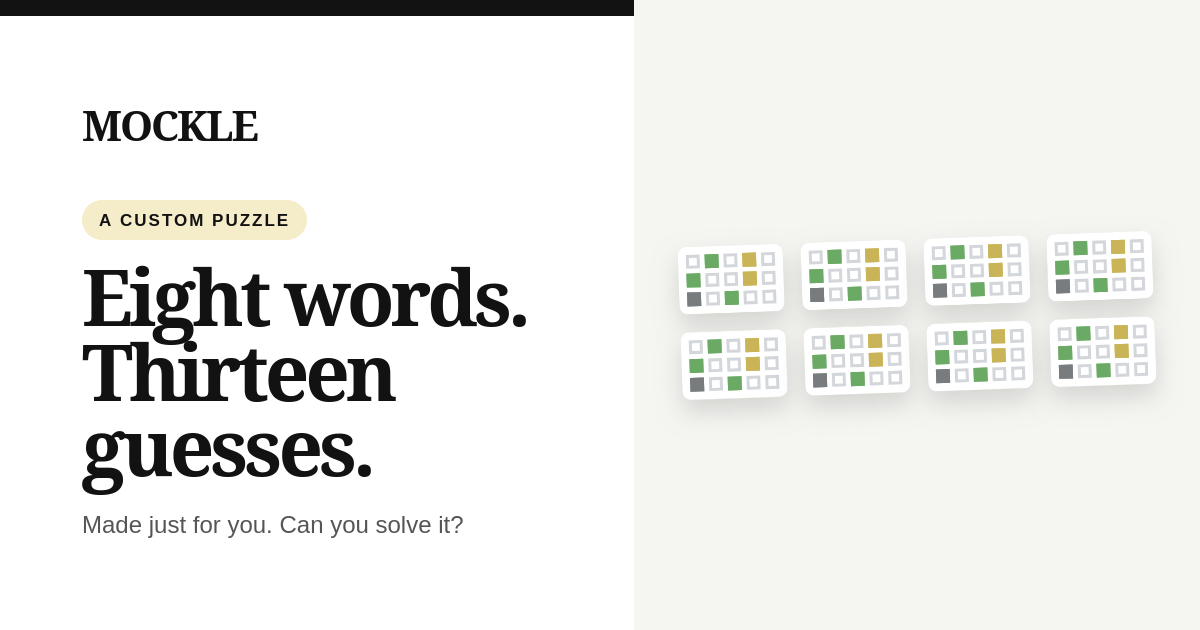 MOCKLE
A CUSTOM PUZZLE
Eight words.
Thirteen
guesses.
Made just for you. Can you solve it?